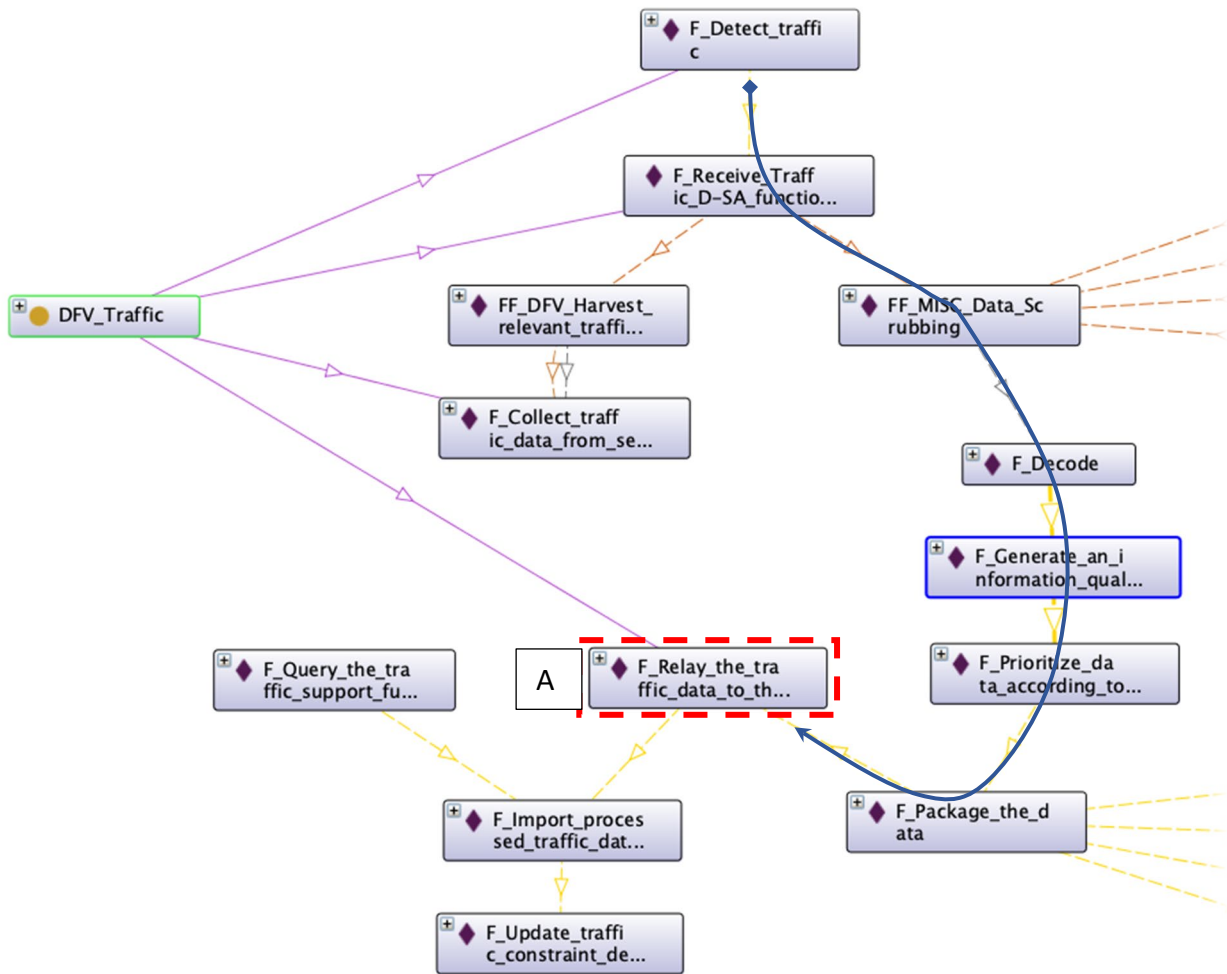 F_Detect_traffi
c
F_Receive_Traff
ic_D-SA_functio...
DFV_Traffic
FF_DFV_Harvest_
relevant_traffi...
FF_MISC_Data_Sc
rubbing
F_Collect_traff
ic_data_from_se...
F_Decode
F_Generate_an_i
nformation_qual...
F_Query_the_tra
ffic_support_fu...
A
F_Relay_the_tra
ffic_data_to_th...
F_Prioritize_da
ta_according_to...
F_Import_proces
sed_traffic_dat...
F_Package_the_d
ata
F_Update_traffi
c_constraint_de...